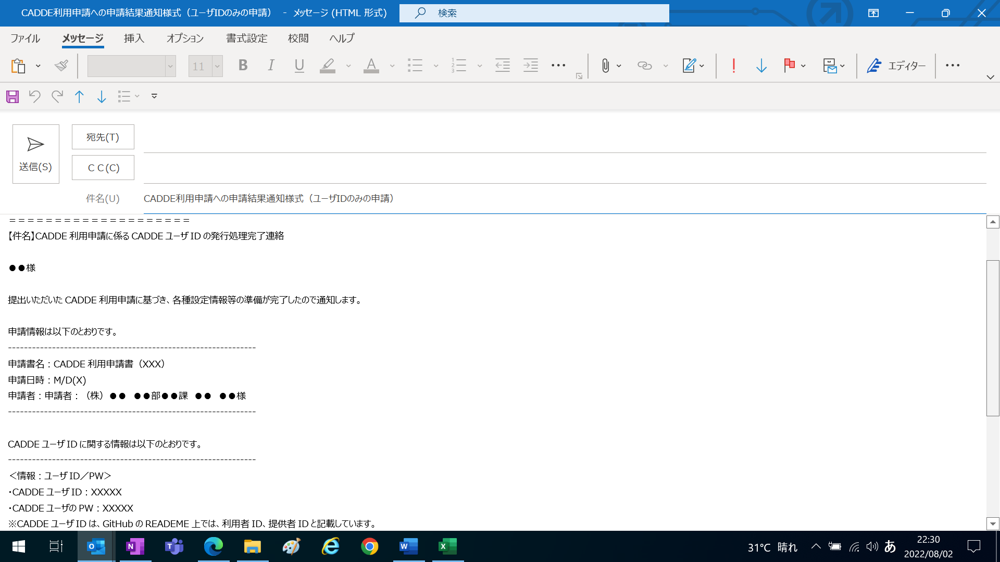 CADDE利用申請への申請結果通知様式（ユーザIDのみの申請） - メッセージ (HTML 形式)
検索
ファイル メッセージ 挿入 オプション 書式設定 校閲 ヘルプ
11 B I U A エディター
送信(S)
宛先(T)
ＣＣ(C)
件名(U) CADDE利用申請への申請結果通知様式（ユーザIDのみの申請）
＝＝＝＝＝＝＝＝＝＝＝＝＝＝＝＝＝＝＝＝
【件名】CADDE 利用申請に係る CADDE ユーザ ID の発行処理完了連絡
●●様
提出いただいた CADDE 利用申請に基づき、各種設定情報等の準備が完了したので通知します。
申請情報は以下のとおりです。
--------------------------------------------------------------
申請書名：CADDE 利用申請書（XXX）
申請日時：M/D(X)
申請者：申請者：（株）●● ●●部●●課 ●● ●●様
--------------------------------------------------------------
CADDE ユーザ ID に関する情報は以下のとおりです。
--------------------------------------------------------------
＜情報：ユーザ ID／PW＞
・CADDE ユーザ ID：XXXXX
・CADDE ユーザの PW：XXXXX
※CADDE ユーザ ID は、GitHub の READEME 上では、利用者 ID、提供者 ID と記載しています。
31°C 晴れ
あ
22:30
2022/08/02